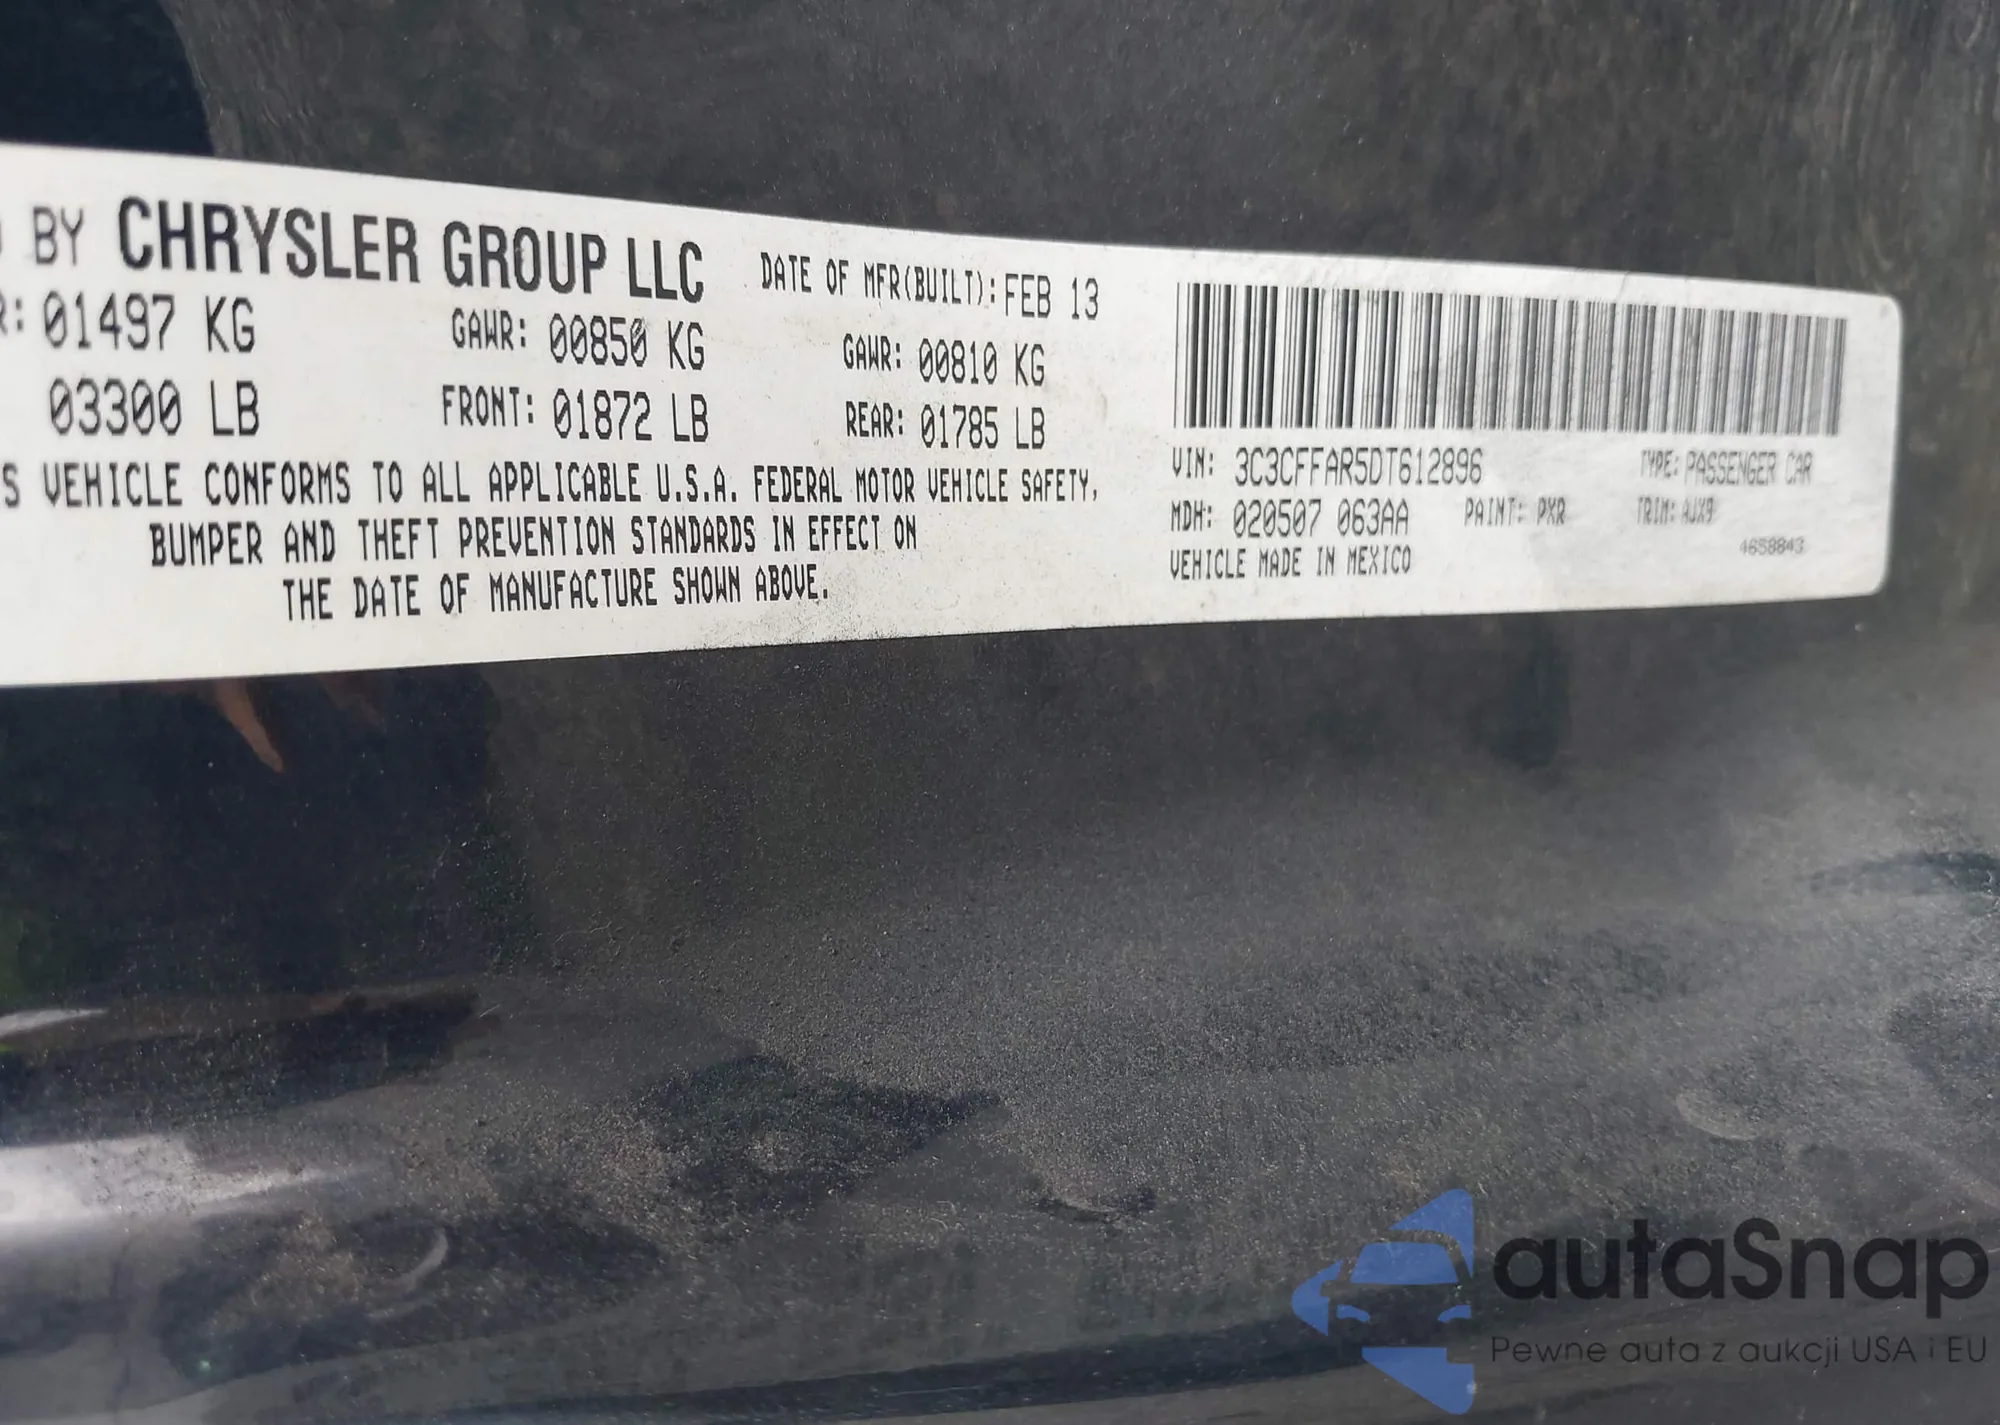 BY CHRYSLER GROUP LLC DATE OF MFR(BUILT): FEB 13
R: 01497 KG GAWR: 00850 KG GAWR: 00810 KG
03300 LB FRONT: 01872 LB REAR: 01785 LB
S VEHICLE CONFORMS TO ALL APPLICABLE U.S.A. FEDERAL MOTOR VEHICLE SAFETY,
BUMPER AND THEFT PREVENTION STANDARDS IN EFFECT ON
THE DATE OF MANUFACTURE SHOWN ABOVE.
VIN: 3C3CFFAR5DT612896 TYPE: PASSENGER CAR
MDH: 020507 063AA PAINT: PXR TRIM: AJX9
VEHICLE MADE IN MEXICO 4658843
autaSnap
Pewne auta z aukcji USA i EU